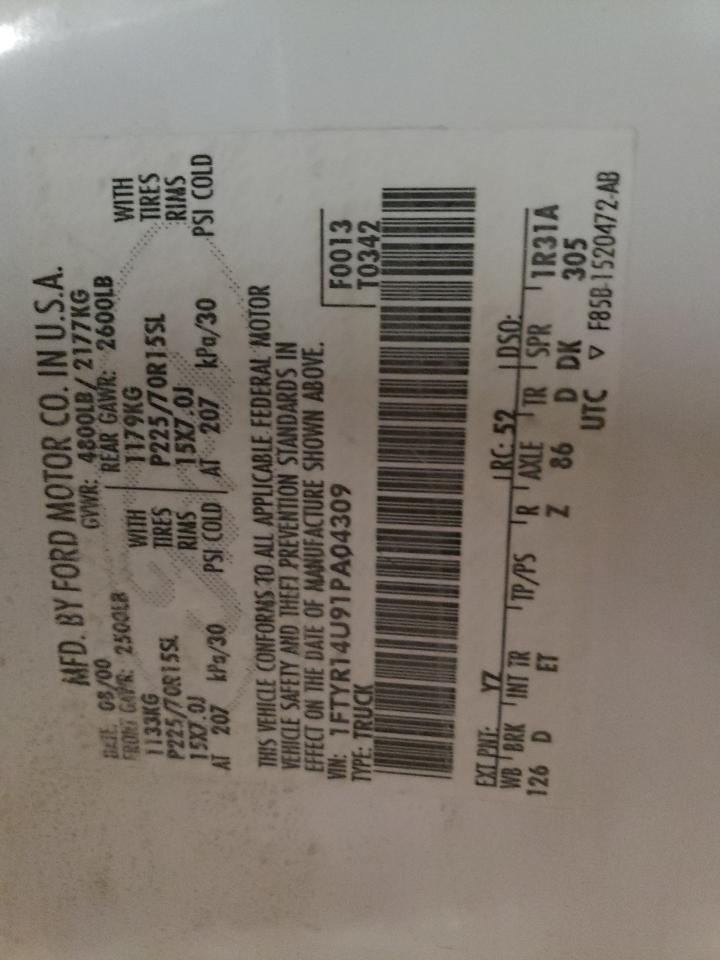 MFD. BY FORD MOTOR CO. IN U.S.A.
DATE: 08/00 GVWR: 4800LB/ 2177KG
FRONT GAWR: 2500LB REAR GAWR: 2600LB
1133KG WITH 1179KG WITH
P225/70R15SL TIRES P225/70R15SL TIRES
15X7.0J RIMS 15X7.0J RIMS
AT 207 kPa/30 PSI COLD AT 207 kPa/30 PSI COLD
THIS VEHICLE CONFORMS TO ALL APPLICABLE FEDERAL MOTOR
VEHICLE SAFETY AND THEFT PREVENTION STANDARDS IN
EFFECT ON THE DATE OF MANUFACTURE SHOWN ABOVE.
VIN: 1FTYR14U91PA04309 F0013
TYPE: TRUCK T0342
EXT PNT: YZ RC: 52 DSO:
WB BRK INT TR TP/PS R AXLE TR SPR 1R31A
126 D ET Z 86 D DK 305
UTC ▽ F85B-1520472-AB